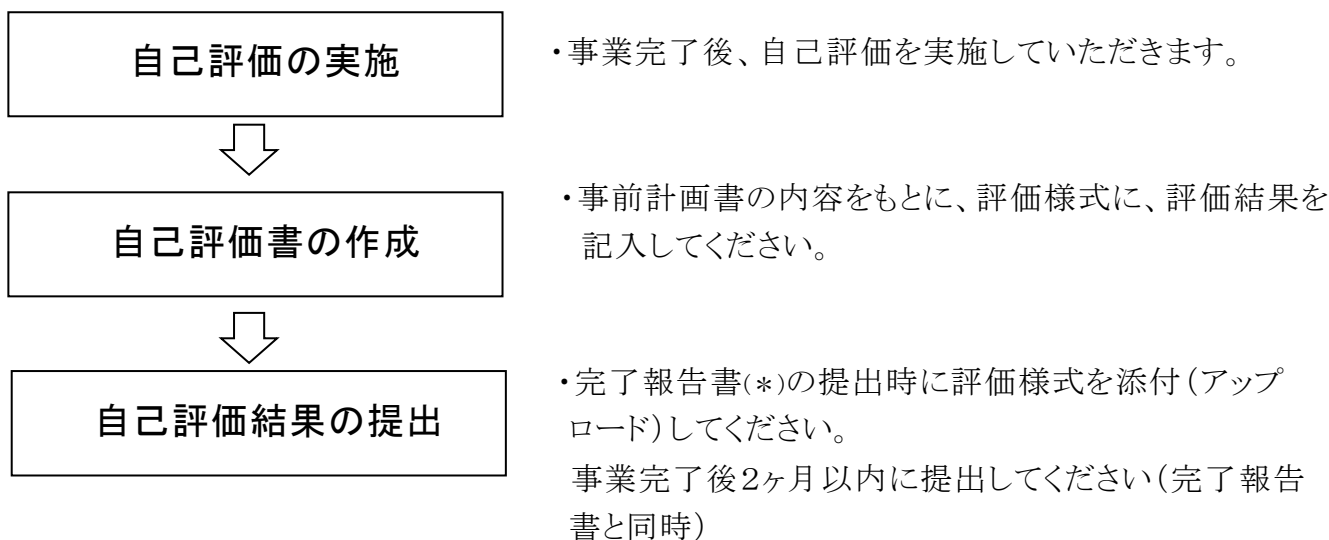 自己評価の実施
・事業完了後、自己評価を実施していただきます。
自己評価書の作成
・事前計画書の内容をもとに、評価様式に、評価結果を
記入してください。
自己評価結果の提出
・完了報告書(*)の提出時に評価様式を添付(アップ
ロード)してください。
事業完了後2ヶ月以内に提出してください(完了報告
書と同時)